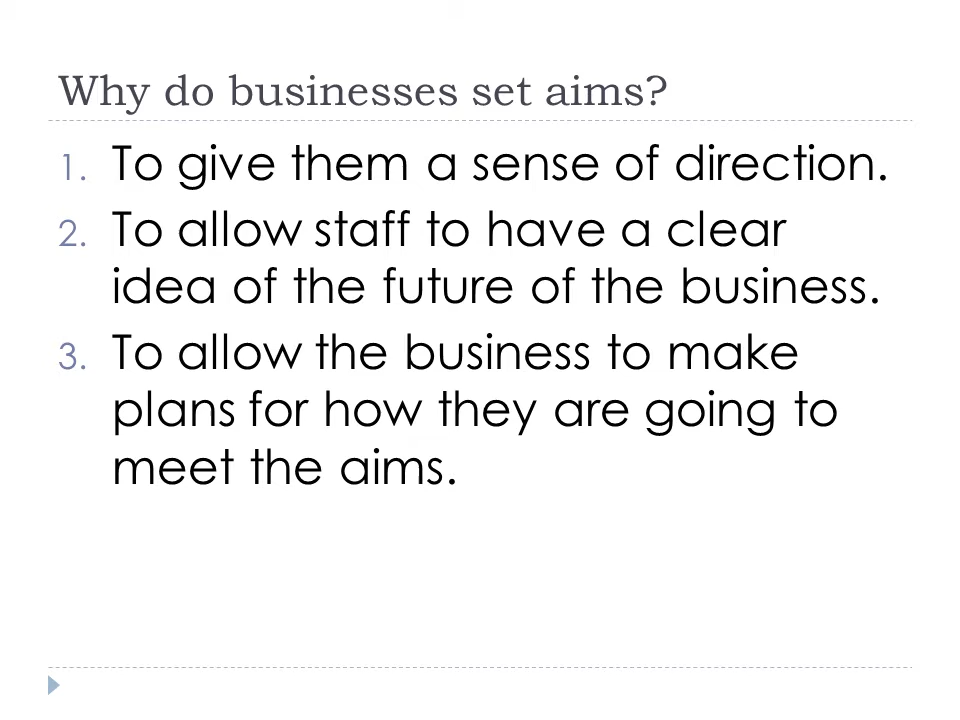 Why do businesses set aims?
1. To give them a sense of direction.
2. To allow staff to have a clear
idea of the future of the business.
3. To allow the business to make
plans for how they are going to
meet the aims.